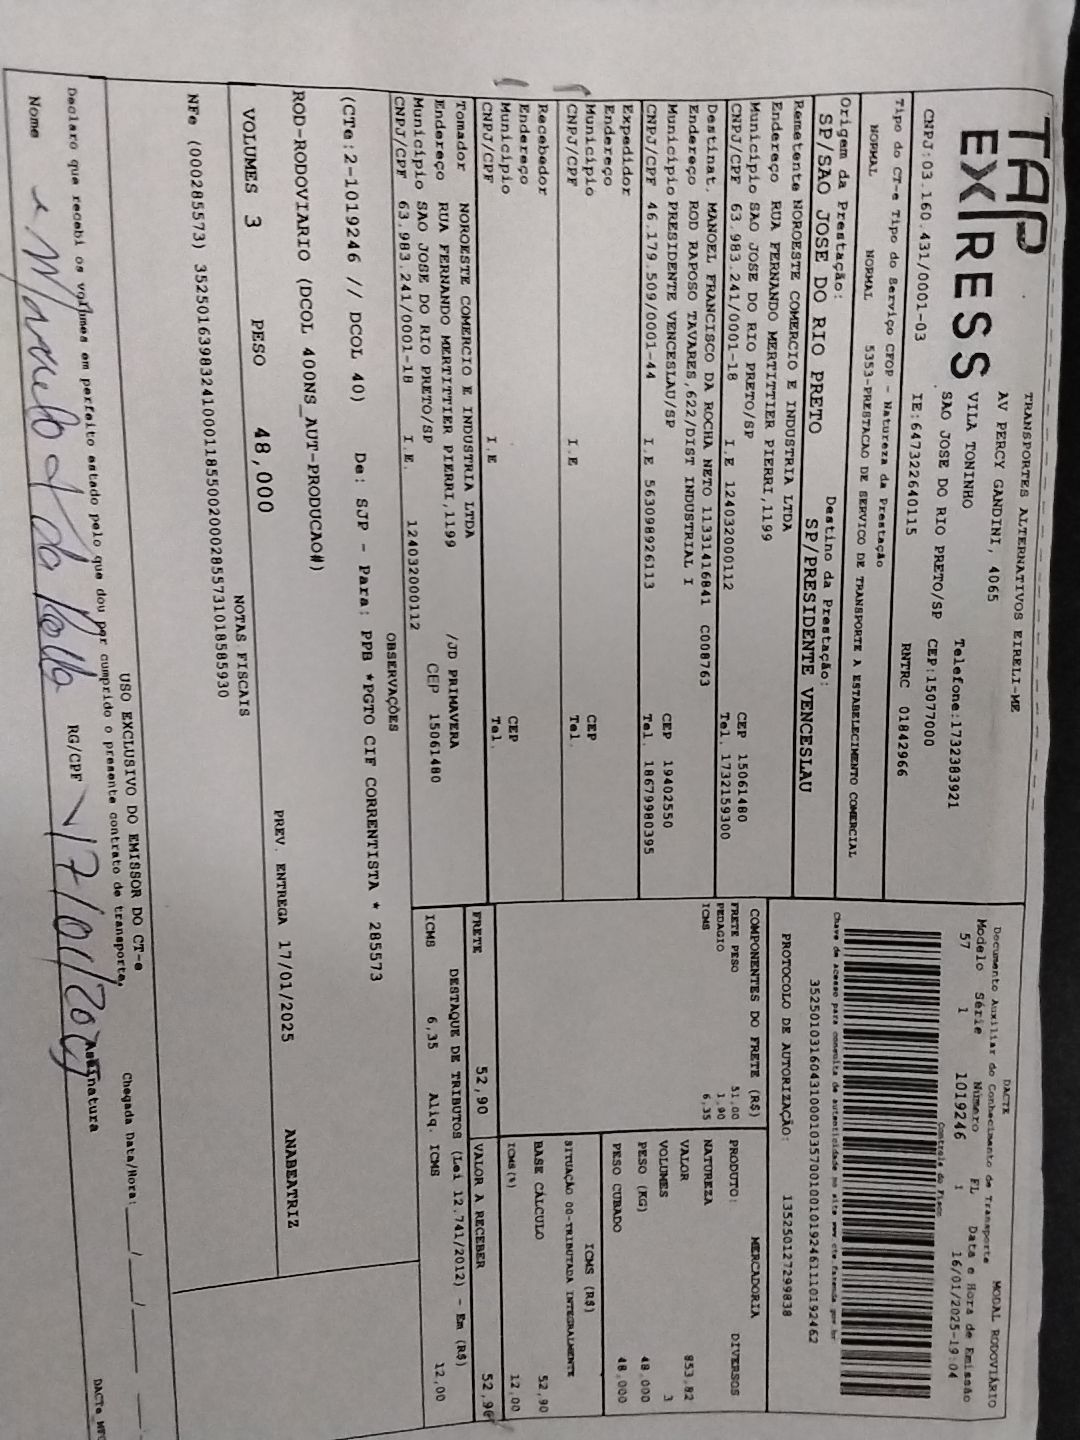 TAP
EXPRESS
TRANSPORTES ALTERNATIVOS EIRELI-ME
AV PERCY GANDINI, 4065
VILA TONINHO Telefone:1732383921
SAO JOSE DO RIO PRETO/SP CEP:15077000
CNPJ:03.160.431/0001-03 IE:647322640115 RNTRC 01842966
DACTE MODAL RODOVIÁRIO
Documento Auxiliar do Conhecimento de Transporte
Modelo Série Número FL Data e Hora de Emissão
57 1 1019246 1 16/01/2025-19:04
Controle do Fisco
Chave de acesso para consulta de autenticidade no site www.cte.fazenda.gov.br
35250103160431000103570010010192461110192462
PROTOCOLO DE AUTORIZAÇÃO: 135250127299838
Tipo do CT-e Tipo do Serviço CFOP - Natureza da Prestação
NORMAL NORMAL 5353-PRESTACAO DE SERVICO DE TRANSPORTE A ESTABELECIMENTO COMERCIAL
Origem da Prestação: Destino da Prestação:
SP/SAO JOSE DO RIO PRETO SP/PRESIDENTE VENCESLAU
Remetente NOROESTE COMERCIO E INDUSTRIA LTDA
Endereço RUA FERNANDO MERTITTIER PIERRI,1199
Município SAO JOSE DO RIO PRETO/SP CEP 15061480
CNPJ/CPF 63.983.241/0001-18 I.E 124032000112 Tel. 1732159300
Destinat. MANOEL FRANCISCO DA ROCHA NETO 11331416841 C008763
Endereço ROD RAPOSO TAVARES,622/DIST INDUSTRIAL I
Município PRESIDENTE VENCESLAU/SP CEP 19402550
CNPJ/CPF 46.179.509/0001-44 I.E 563098926113 Tel. 18679980395
Expedidor
Endereço
Município CEP
CNPJ/CPF I.E Tel.
Recebedor
Endereço
Município CEP
CNPJ/CPF I.E Tel.
Tomador NOROESTE COMERCIO E INDUSTRIA LTDA
Endereço RUA FERNANDO MERTITTIER PIERRI,1199 /JD PRIMAVERA
Município SAO JOSE DO RIO PRETO/SP CEP 15061480
CNPJ/CPF 63.983.241/0001-18 I.E. 124032000112
COMPONENTES DO FRETE (R$)
FRETE PESO 51,00
PEDAGIO 1,90
ICMS 6,35
MERCADORIA
PRODUTO: DIVERSOS
NATUREZA
VALOR 853,82
VOLUMES 3
PESO (KG) 48,000
PESO CUBADO 48,000
ICMS (R$)
SITUAÇÃO 00-TRIBUTADA INTEGRALMENTE
BASE CÁLCULO 52,90
ICMS (%) 12,00
FRETE 52,90 VALOR A RECEBER 52,90
DESTAQUE DE TRIBUTOS (Lei 12.741/2012) - Em (R$)
ICMS 6,35 Aliq. ICMS 12,00
OBSERVAÇÕES
(CTe:2-1019246 // DCOL 40) De: SJP - Para: PPB *PGTO CIF CORRENTISTA * 285573
ROD-RODOVIARIO (DCOL 400NS_AUT-PRODUCAO#)
PREV. ENTREGA 17/01/2025 ANABEATRIZ
VOLUMES 3 PESO 48,000
NOTAS FISCAIS
NFe (000285573) 35250163983241000118550020002855731018585930
USO EXCLUSIVO DO EMISSOR DO CT-e
Declaro que recebi os volumes em perfeito estado pelo que dou por cumprido o presente contrato de transporte. Chegada Data/Hora:___/___/___
Nome RG/CPF 17/01/2025 Assinatura